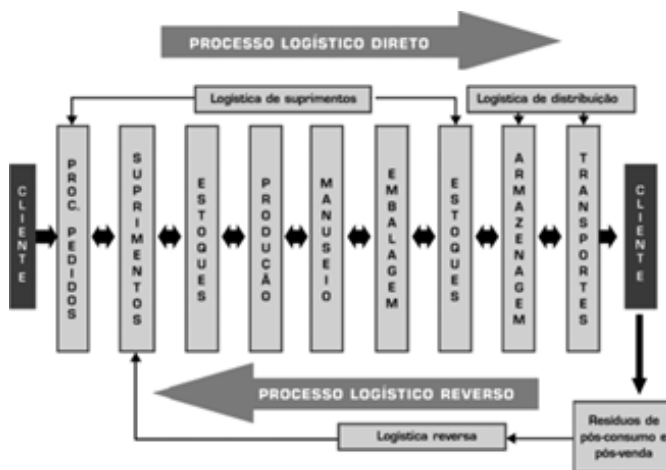 PROCESSO LOGÍSTICO DIRETO
Logística de suprimentos
Logística de distribuição
CLIENTE
PROC. PEDIDOS
SUPRIMENTOS
ESTOQUES
PRODUÇÃO
MANUSEIO
EMBALAGEM
ESTOQUES
ARMAZENAGEM
TRANSPORTES
CLIENTE
PROCESSO LOGÍSTICO REVERSO
Logística reversa
Resíduos de
pós-consumo e
pós-venda